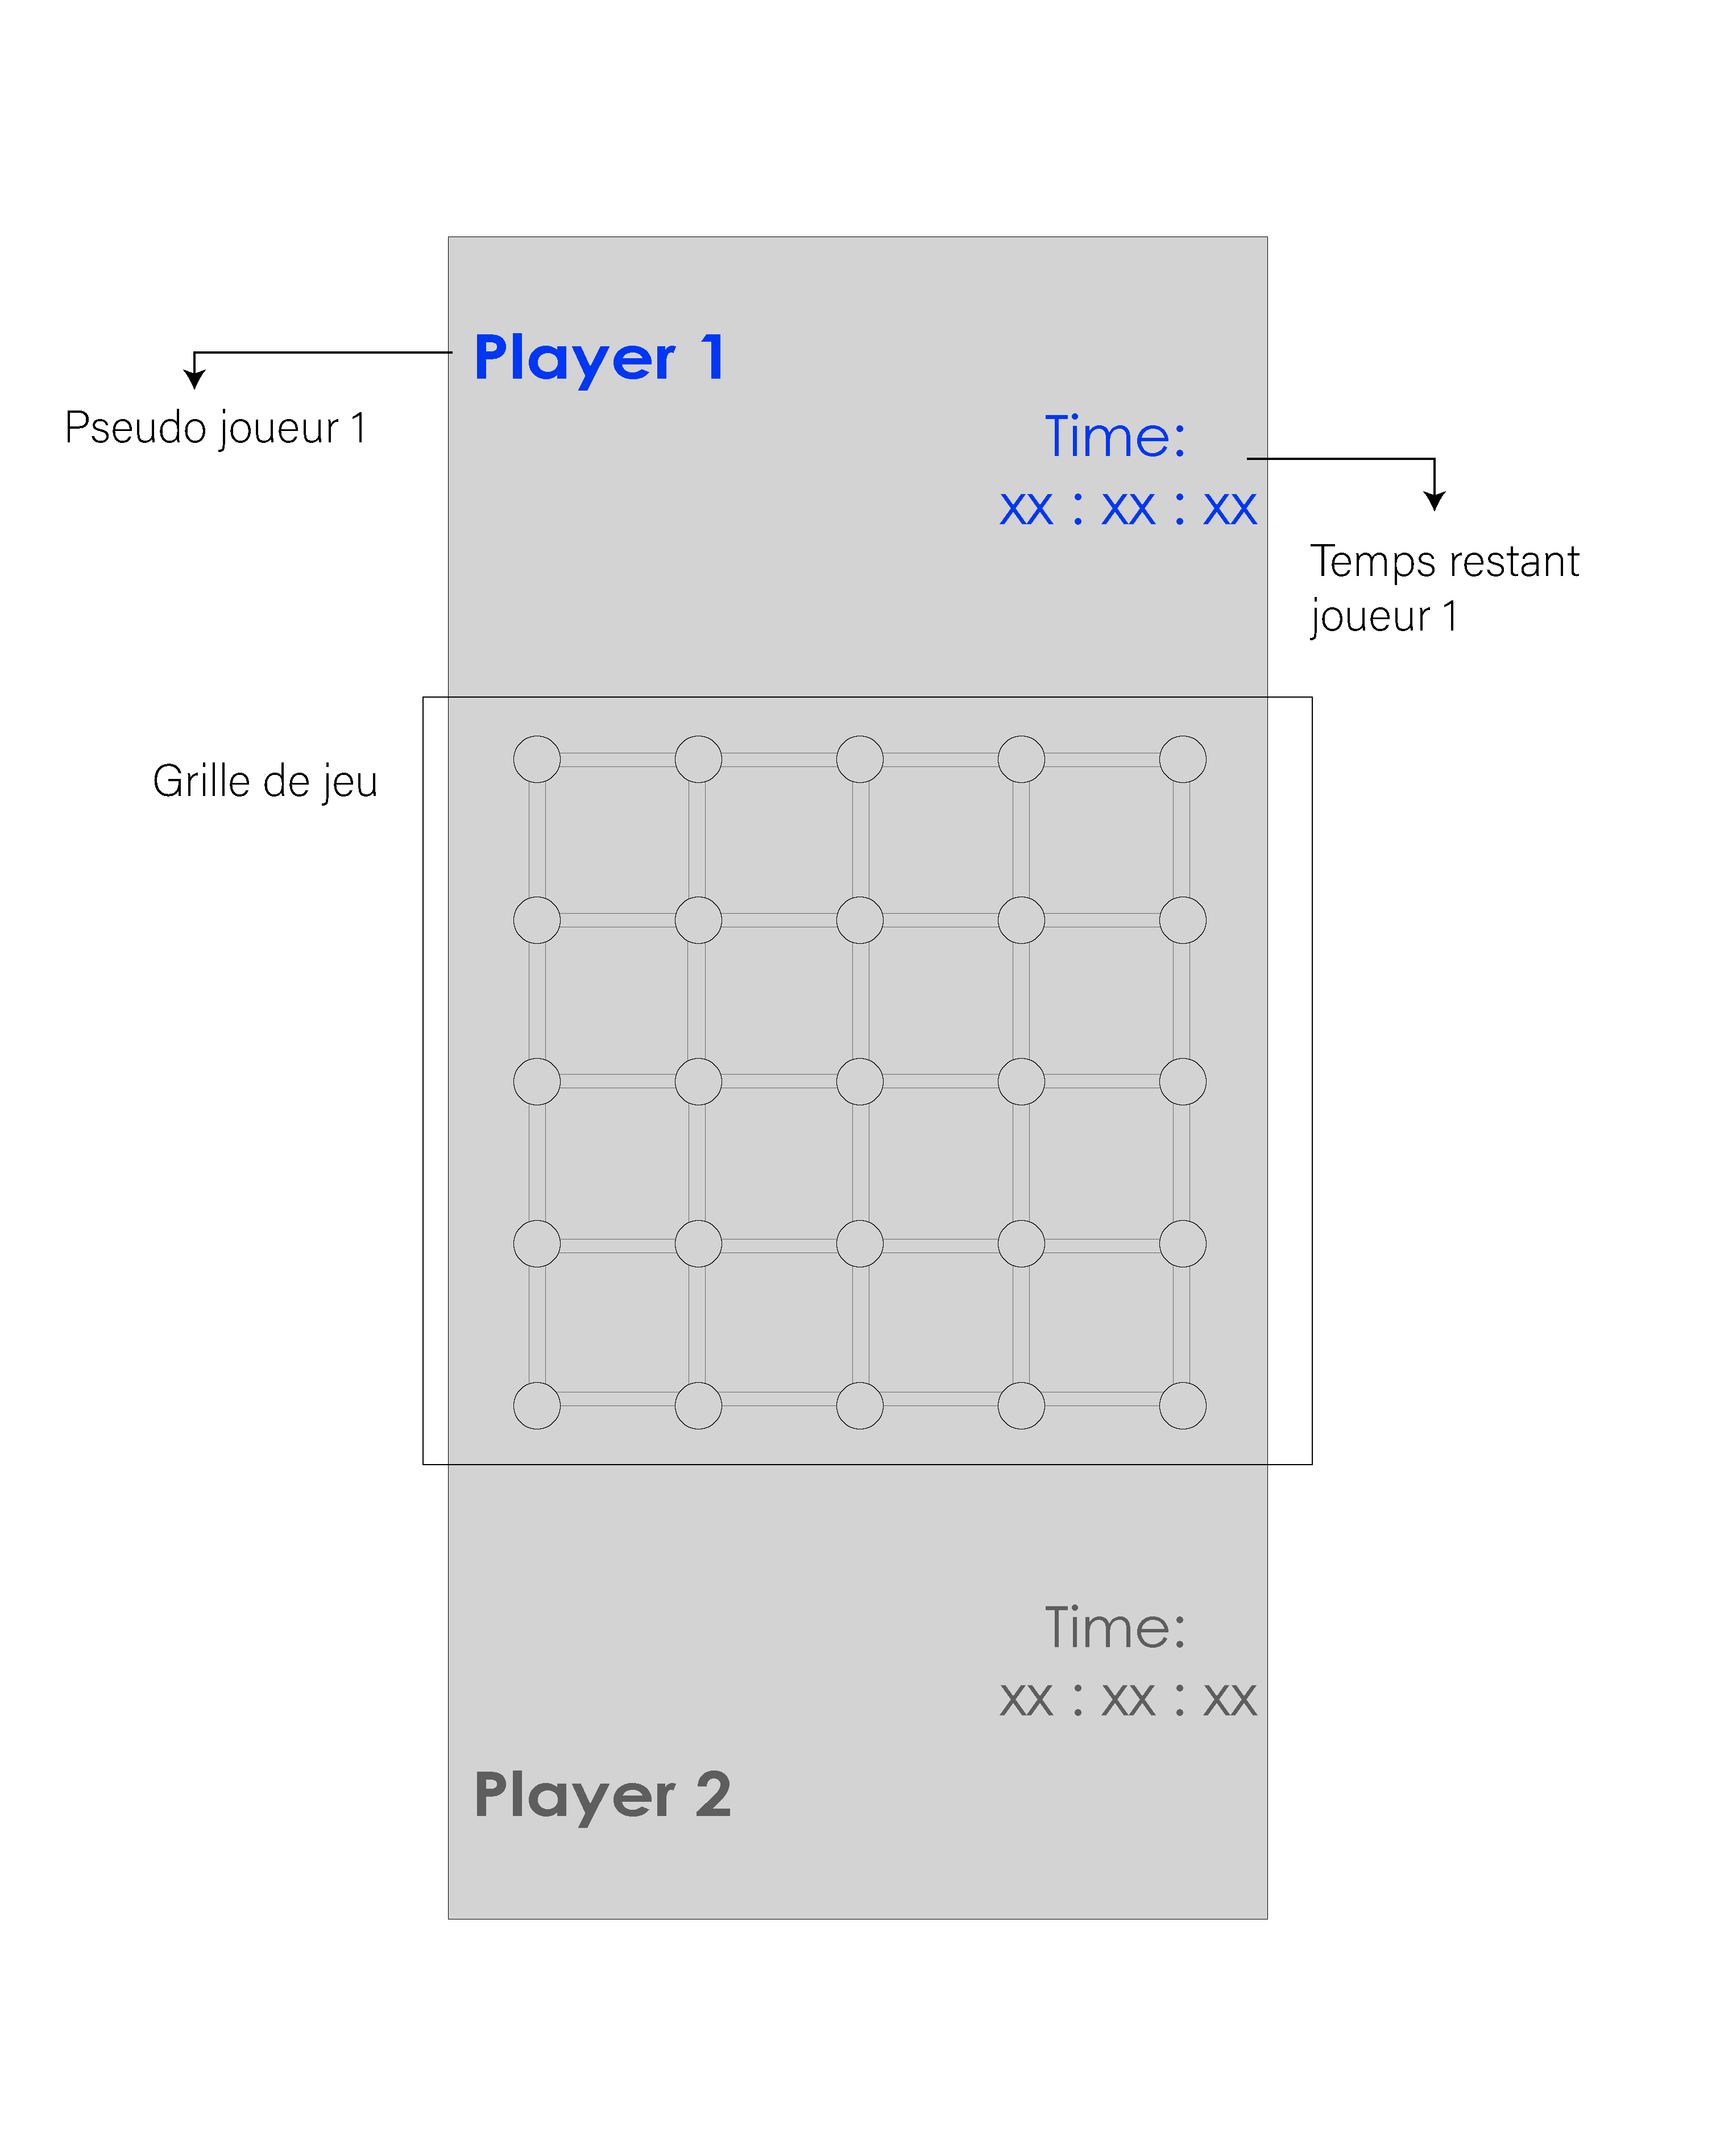 Player 1
Pseudo joueur 1
Time:
xx : xx : xx
Temps restant
joueur 1
Grille de jeu
Time:
xx : xx : xx
Player 2